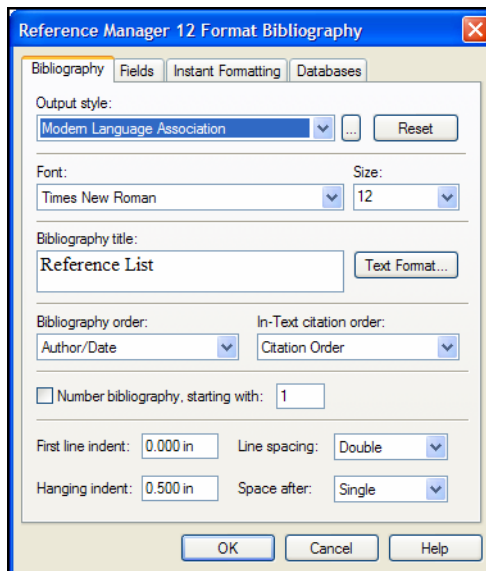 Reference Manager 12 Format Bibliography
Bibliography Fields Instant Formatting Databases
Output style:
Modern Language Association ... Reset
Font: Size:
Times New Roman 12
Bibliography title:
Reference List Text Format...
Bibliography order: In-Text citation order:
Author/Date Citation Order
Number bibliography, starting with: 1
First line indent: 0.000 in Line spacing: Double
Hanging indent: 0.500 in Space after: Single
OK Cancel Help